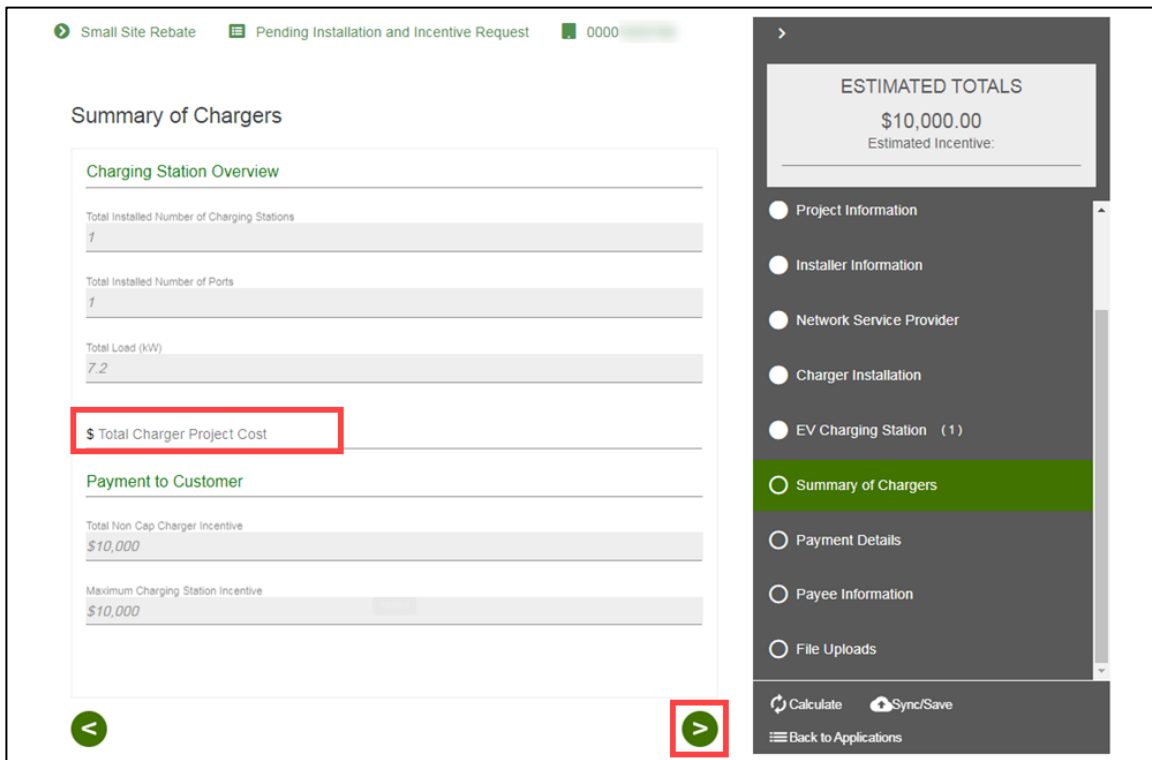 Small Site Rebate Pending Installation and Incentive Request 0000
Summary of Chargers
Charging Station Overview
Total Installed Number of Charging Stations
1
Total Installed Number of Ports
1
Total Load (kW)
7.2
$ Total Charger Project Cost
Payment to Customer
Total Non Cap Charger Incentive
$10,000
Maximum Charging Station Incentive
$10,000
<
>
>
ESTIMATED TOTALS
$10,000.00
Estimated Incentive:
Project Information
Installer Information
Network Service Provider
Charger Installation
EV Charging Station (1)
Summary of Chargers
Payment Details
Payee Information
File Uploads
Calculate Sync/Save
Back to Applications